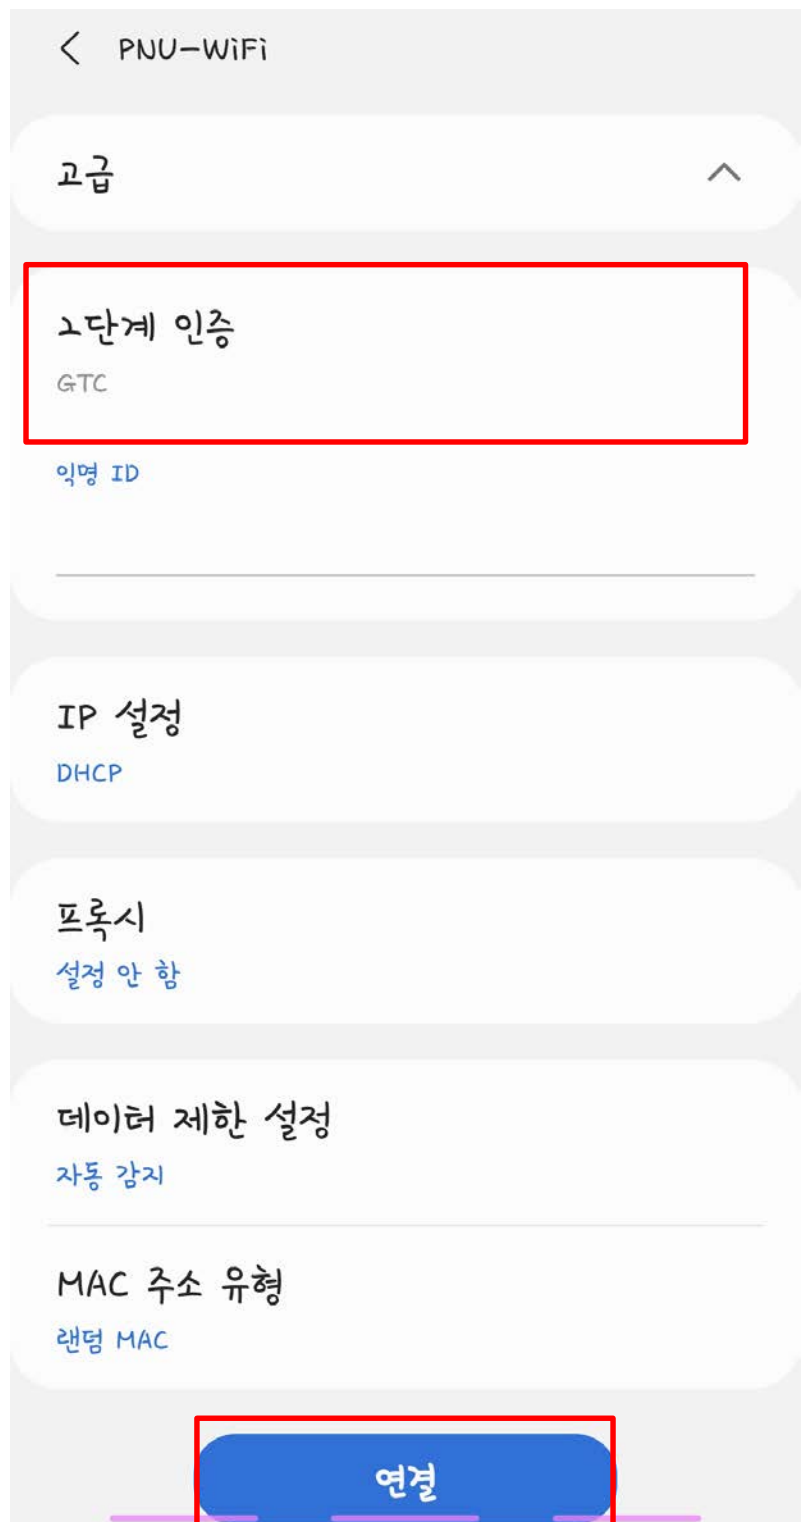 PNU-WiFi
고급
2단계 인증
GTC
익명 ID
IP 설정
DHCP
프록시
설정 안 함
데이터 제한 설정
자동 감지
MAC 주소 유형
랜덤 MAC
연결